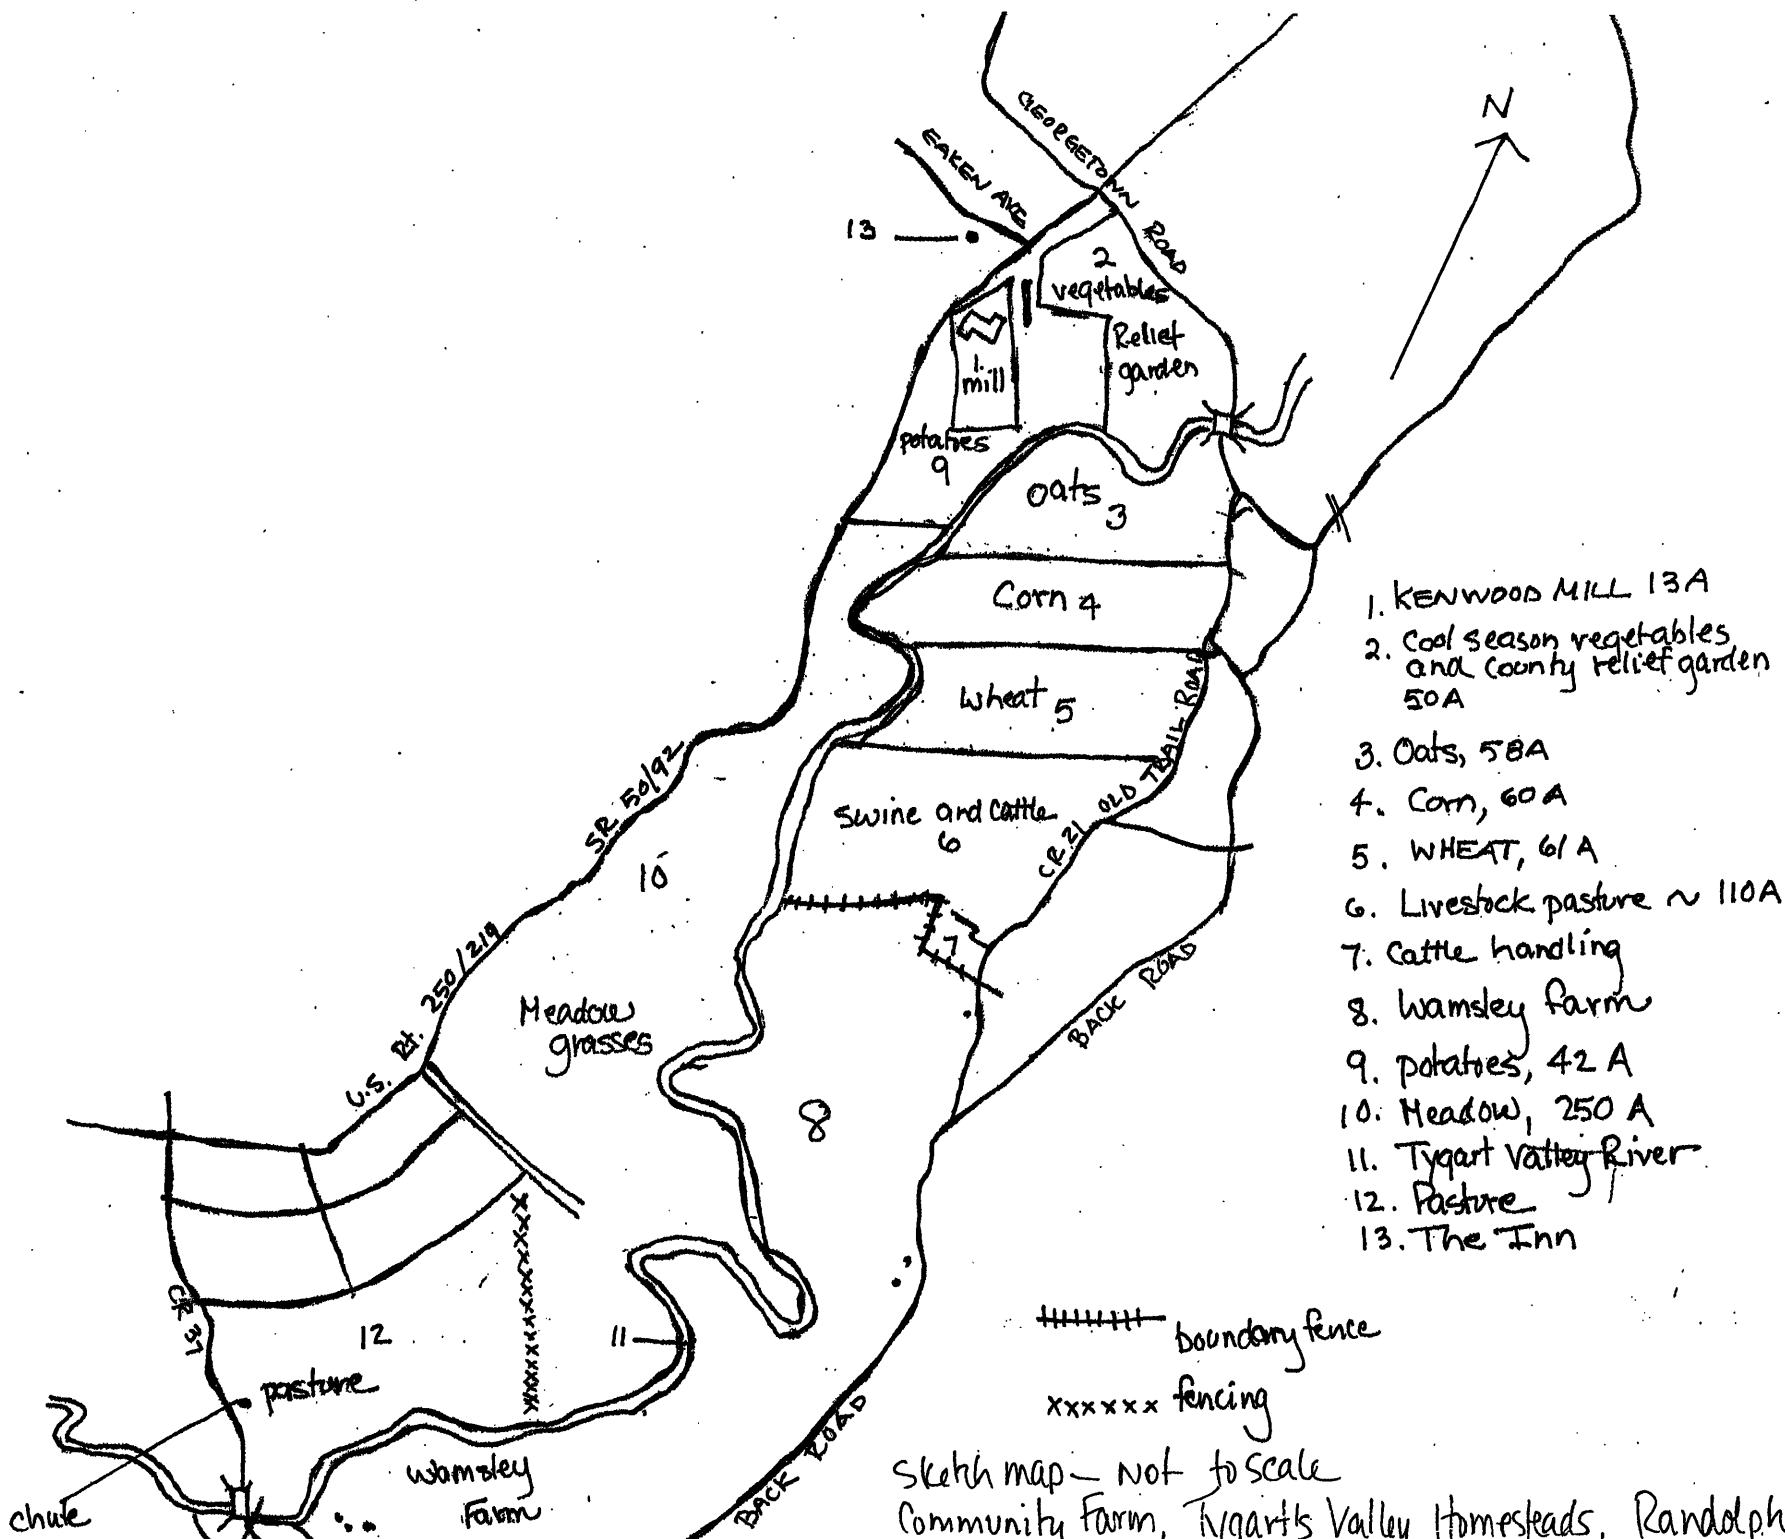 N
GEORGETOWN ROAD
EAKEN AVE
13
2
vegetables
Relief
garden
1.
mill
potatoes
9
Oats 3
Corn 4
Wheat 5
Swine and Cattle
6
C.R. 21 OLD TRAIL ROAD
SR 50/92
10
7
U.S. Rt. 250/219
BACK ROAD
Meadow
grasses
8
CR 37
12
11
pasture
BACK ROAD
Wamsley
Farm
chute
1. KENWOOD MILL 13A
2. Cool season vegetables
and county relief garden
50A
3. Oats, 58A
4. Corn, 60A
5. WHEAT, 61A
6. Livestock pasture ~ 110A
7. Cattle handling
8. Wamsley farm
9. potatoes, 42 A
10. Meadow, 250 A
11. Tygart Valley River
12. Pasture
13. The Inn
boundary fence
xxxxxx fencing
Sketch map - Not to scale
Community Farm, Tygart's Valley Homesteads, Randolph